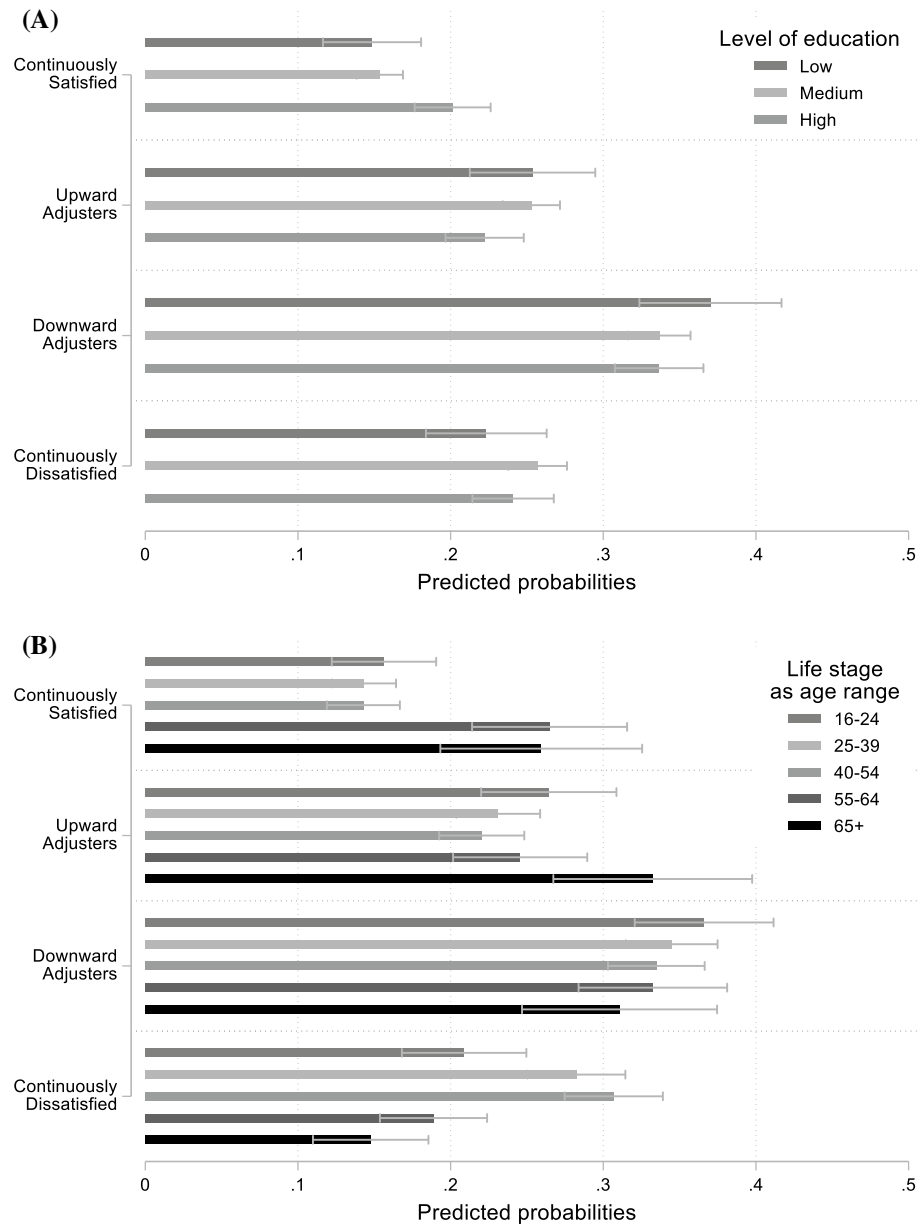 (A)
Level of education
Low
Medium
High
Continuously
Satisfied
Upward
Adjusters
Downward
Adjusters
Continuously
Dissatisfied
0 .1 .2 .3 .4 .5
Predicted probabilities
(B)
Life stage
as age range
16-24
25-39
40-54
55-64
65+
Continuously
Satisfied
Upward
Adjusters
Downward
Adjusters
Continuously
Dissatisfied
0 .1 .2 .3 .4 .5
Predicted probabilities